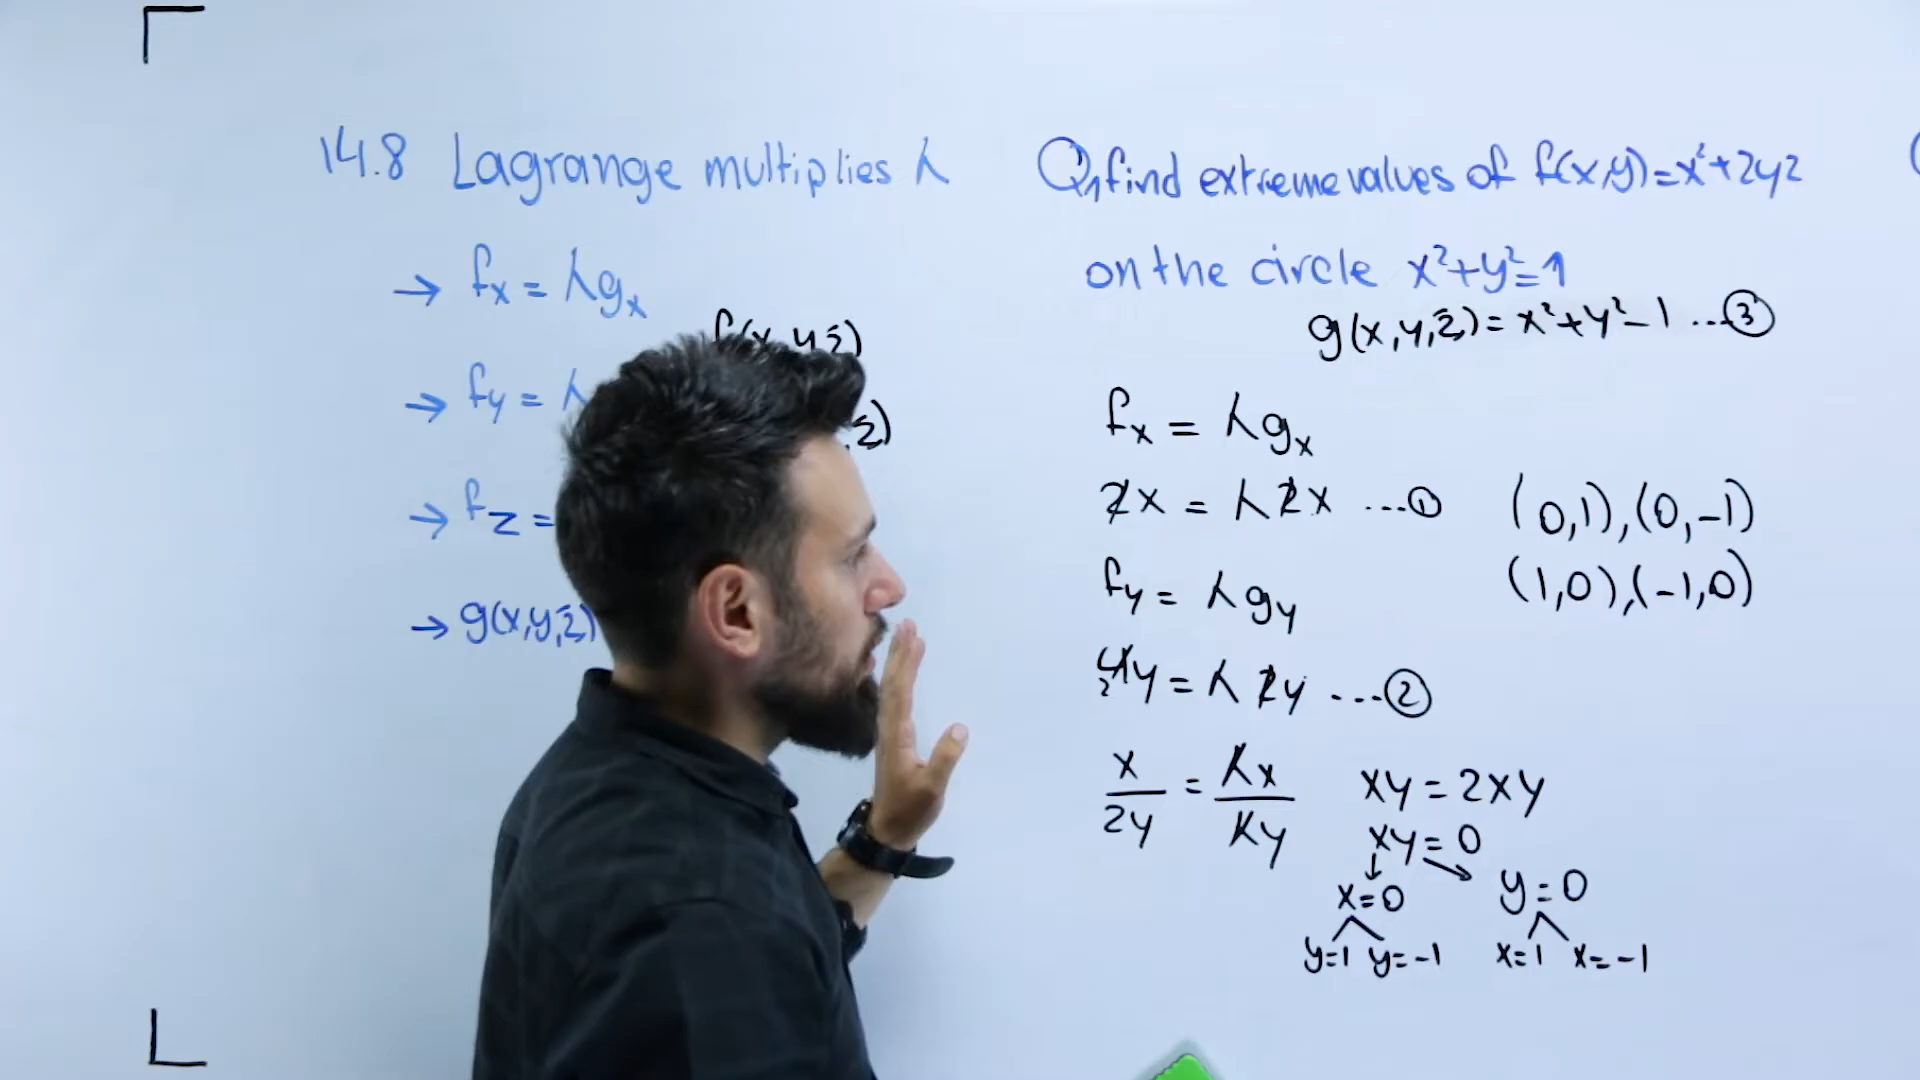 14.8 Lagrange multiplies λ
→ fx = λgx
→ fy = λ
→ fz =
→ g(x,y,z)
f(x,y,z)
,z)
Q1 find extreme values of f(x,y)=x²+2y2
on the circle x²+y²=1
g(x,y,z)=x²+y²-1 ...③
fx = λgx
2x = λ2x ...①
fy = λgy
4y = λ2y ...②
2
x/2y = λx/λy
xy = 2xy
xy = 0
x=0 y=0
y=1 y=-1 x=1 x=-1
(0,1),(0,-1)
(1,0),(-1,0)